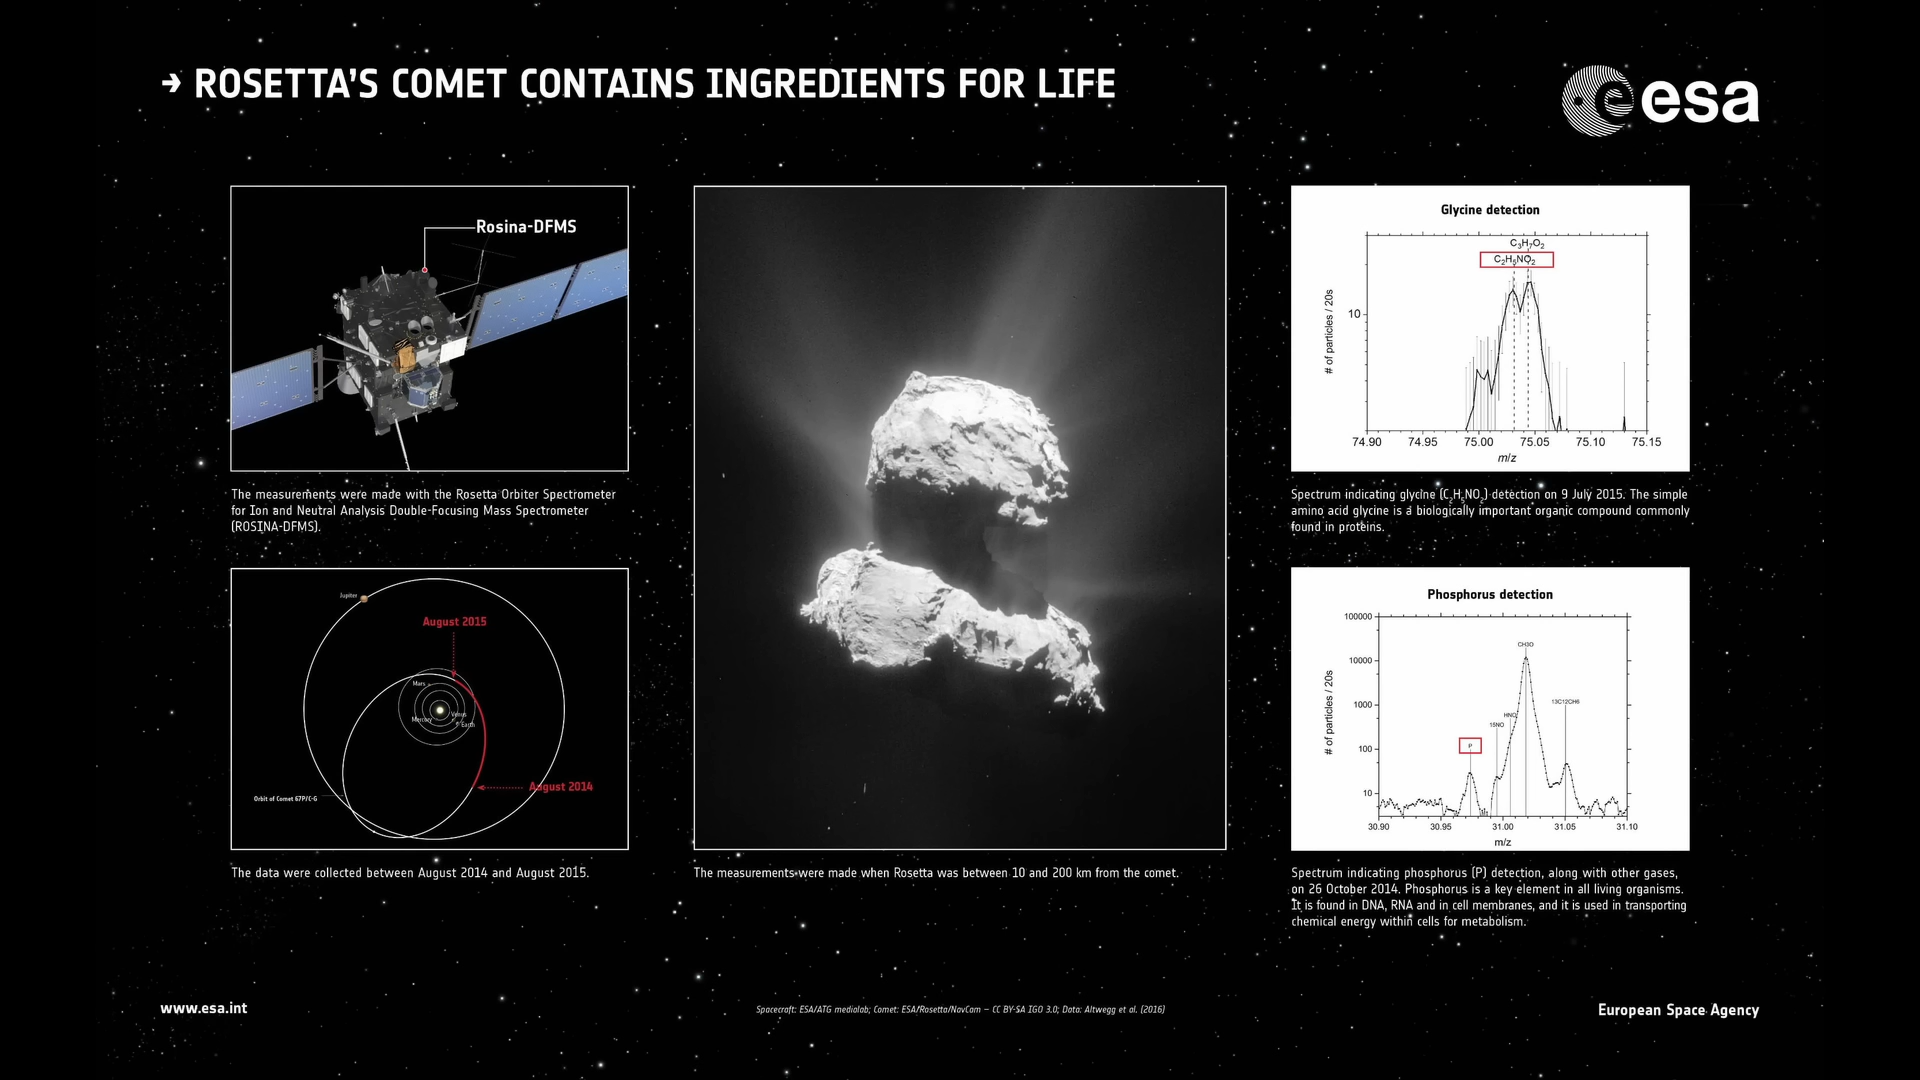 → ROSETTA'S COMET CONTAINS INGREDIENTS FOR LIFE
esa
Rosina-DFMS
The measurements were made with the Rosetta Orbiter Spectrometer
for Ion and Neutral Analysis Double-Focusing Mass Spectrometer
(ROSINA-DFMS).
Jupiter
August 2015
Mars
Venus
Mercury
Earth
August 2014
Orbit of Comet 67P/C-G
The data were collected between August 2014 and August 2015.
The measurements were made when Rosetta was between 10 and 200 km from the comet.
Glycine detection
C3H7O2
C2H5NO2
# of particles / 20s
10
74.90 74.95 75.00 75.05 75.10 75.15
m/z
Spectrum indicating glycine (C2H5NO2) detection on 9 July 2015. The simple
amino acid glycine is a biologically important organic compound commonly
found in proteins.
Phosphorus detection
100000
CH3O
10000
13C12CH6
1000
HNO
15NO
P
100
10
# of particles / 20s
30.90 30.95 31.00 31.05 31.10
m/z
Spectrum indicating phosphorus (P) detection, along with other gases,
on 26 October 2014. Phosphorus is a key element in all living organisms.
It is found in DNA, RNA and in cell membranes, and it is used in transporting
chemical energy within cells for metabolism.
www.esa.int
Spacecraft: ESA/ATG medialab; Comet: ESA/Rosetta/NavCam – CC BY-SA IGO 3.0; Data: Altwegg et al. (2016)
European Space Agency